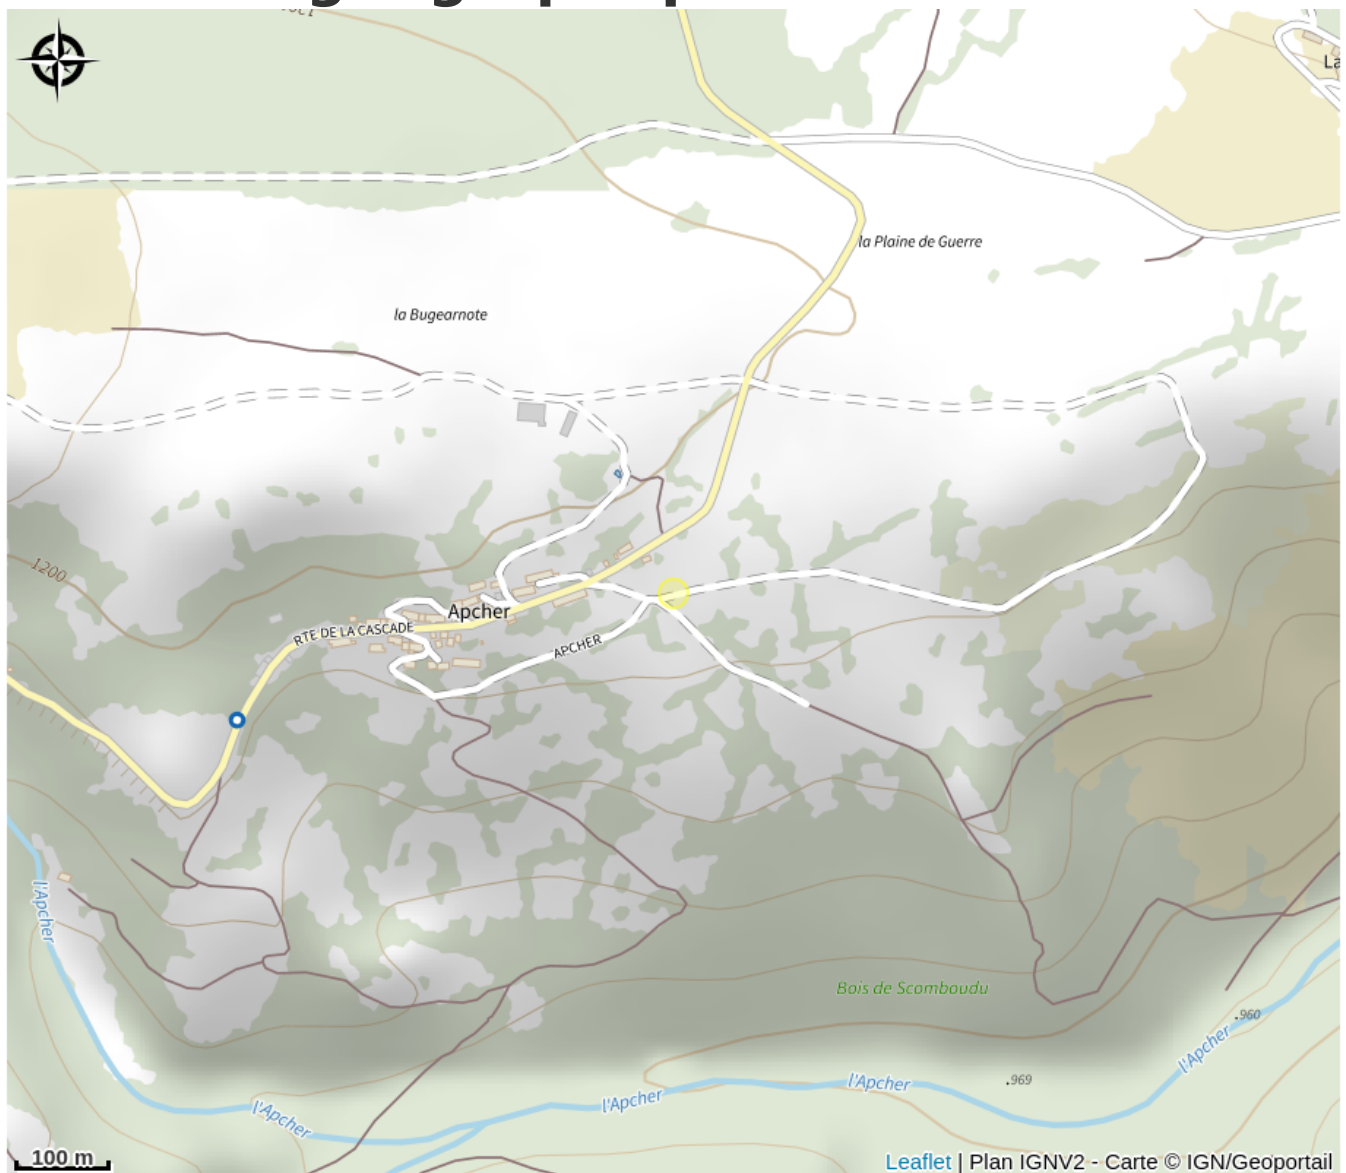 la Plaine de Guerre
la Bugearnote
1200
Apcher
RTE DE LA CASCADE
APCHER
l'Apcher
Bois de Scomboudu
.960
l'Apcher
.969
l'Apcher
l'Apcher
l'Apcher
100 m
Leaflet | Plan IGNV2 - Carte © IGN/Geoportail